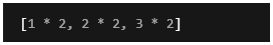 [1 * 2, 2 * 2, 3 * 2]